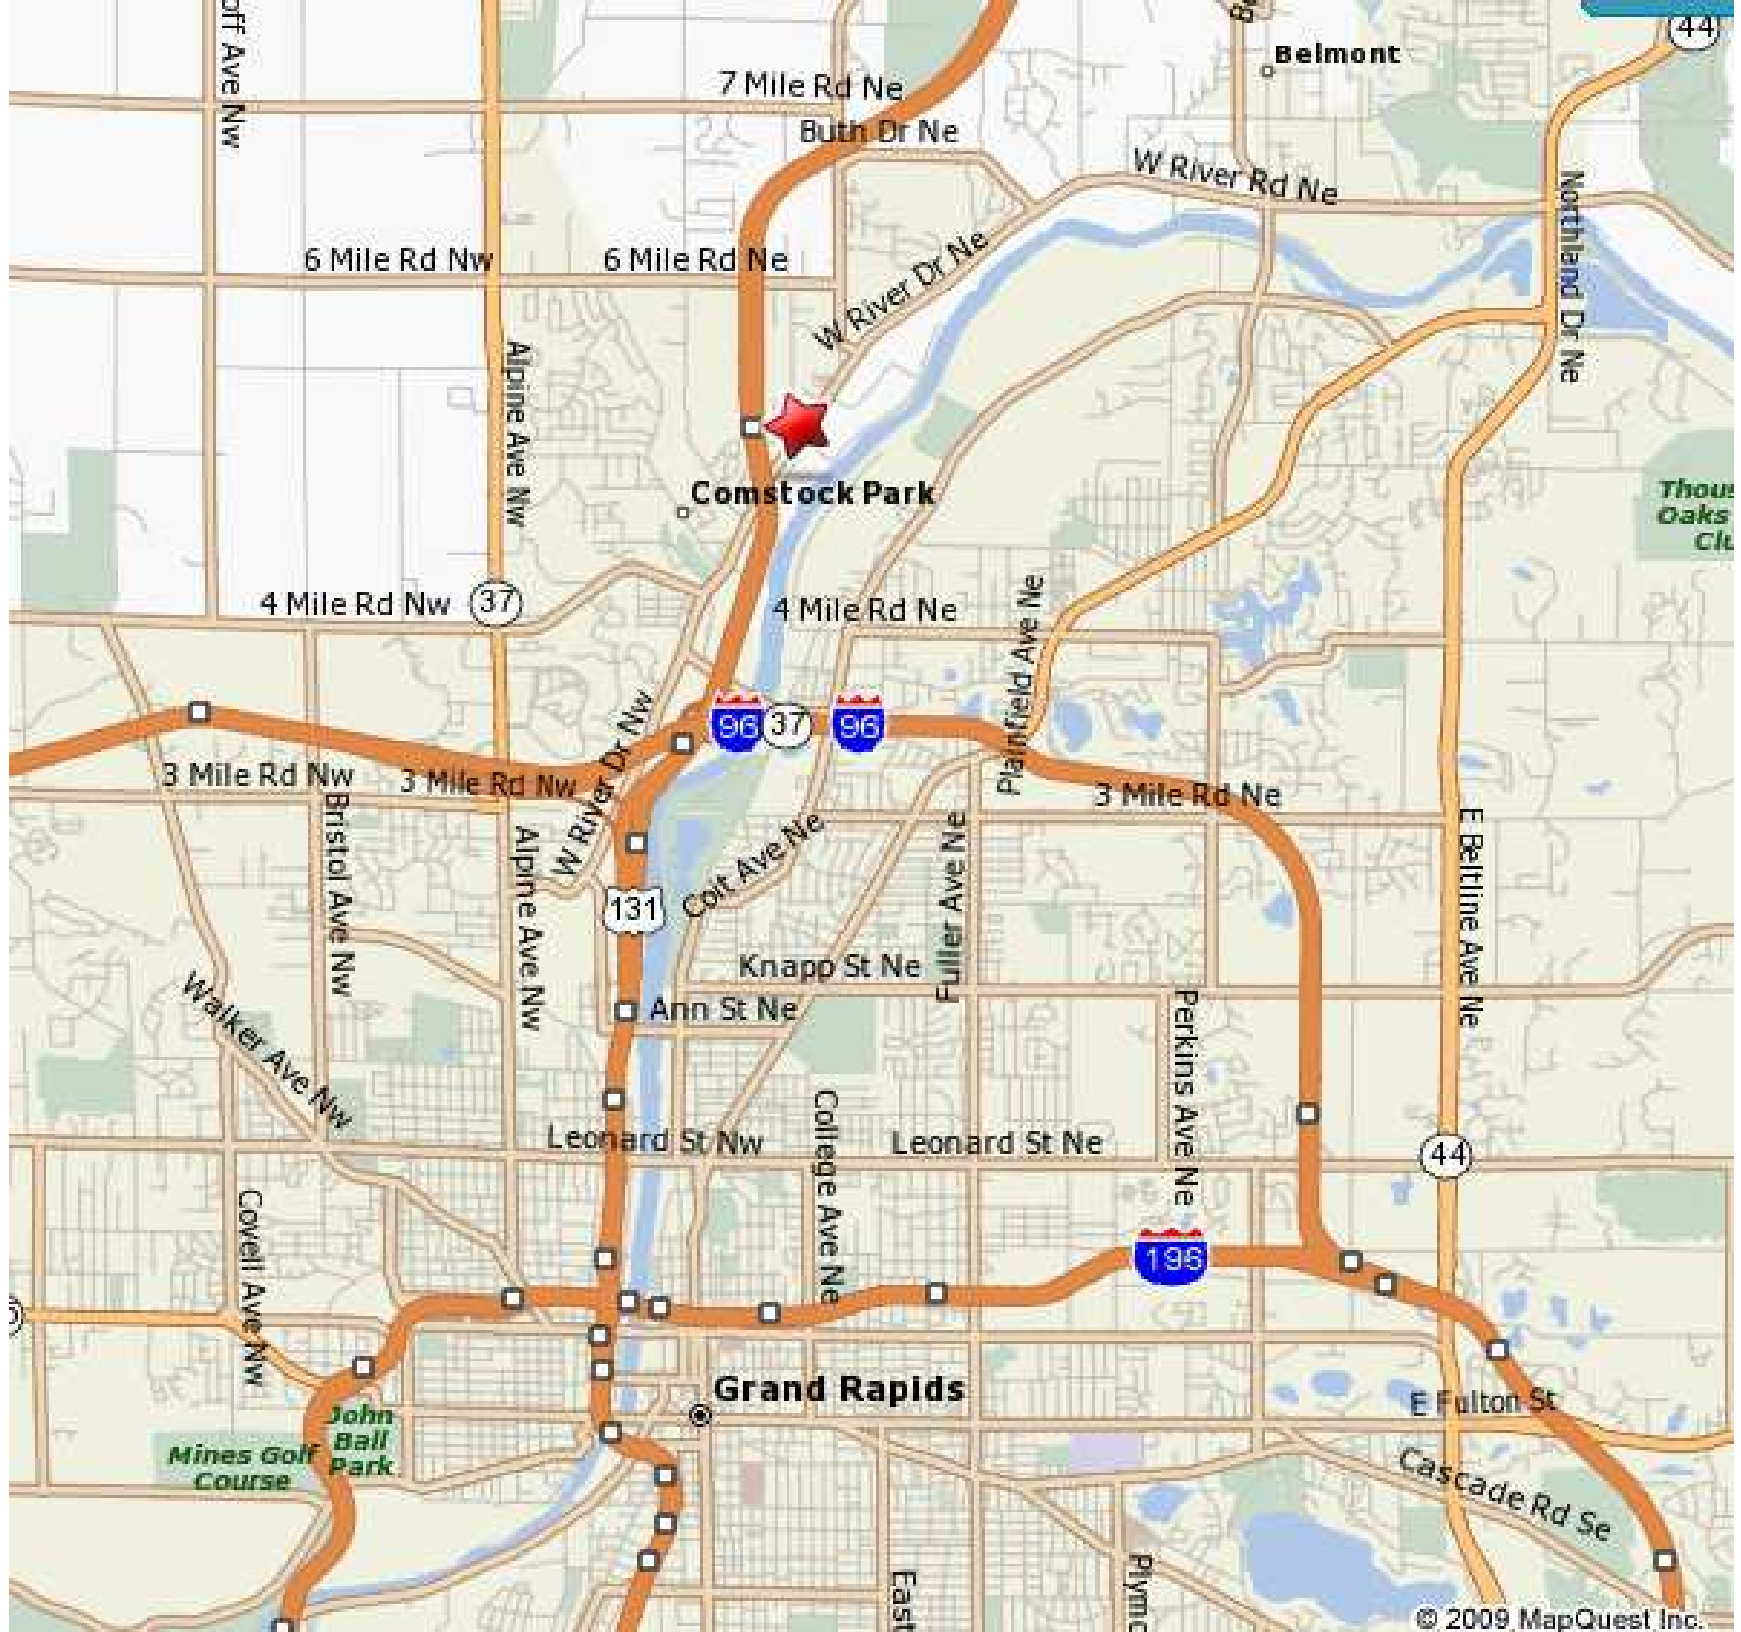 44
Belmont
7 Mile Rd Ne
Buth Dr Ne
W River Rd Ne
Northland Dr Ne
6 Mile Rd Nw
6 Mile Rd Ne
W River Dr Ne
Alpine Ave Nw
Comstock Park
Thous
Oaks
Clu
4 Mile Rd Nw
37
4 Mile Rd Ne
Plainfield Ave Ne
96
37
96
W River Dr Nw
3 Mile Rd Nw
3 Mile Rd Nw
3 Mile Rd Ne
Bristol Ave Nw
Alpine Ave Nw
Coit Ave Ne
Fuller Ave Ne
E Beltline Ave Ne
131
Knapp St Ne
Ann St Ne
Walker Ave Nw
Perkins Ave Ne
College Ave Ne
Leonard St Nw
Leonard St Ne
44
Covell Ave Nw
196
Grand Rapids
E Fulton St
John
Ball
Park
Mines Golf
Course
Cascade Rd Se
East
Plymo
© 2009 MapQuest Inc.